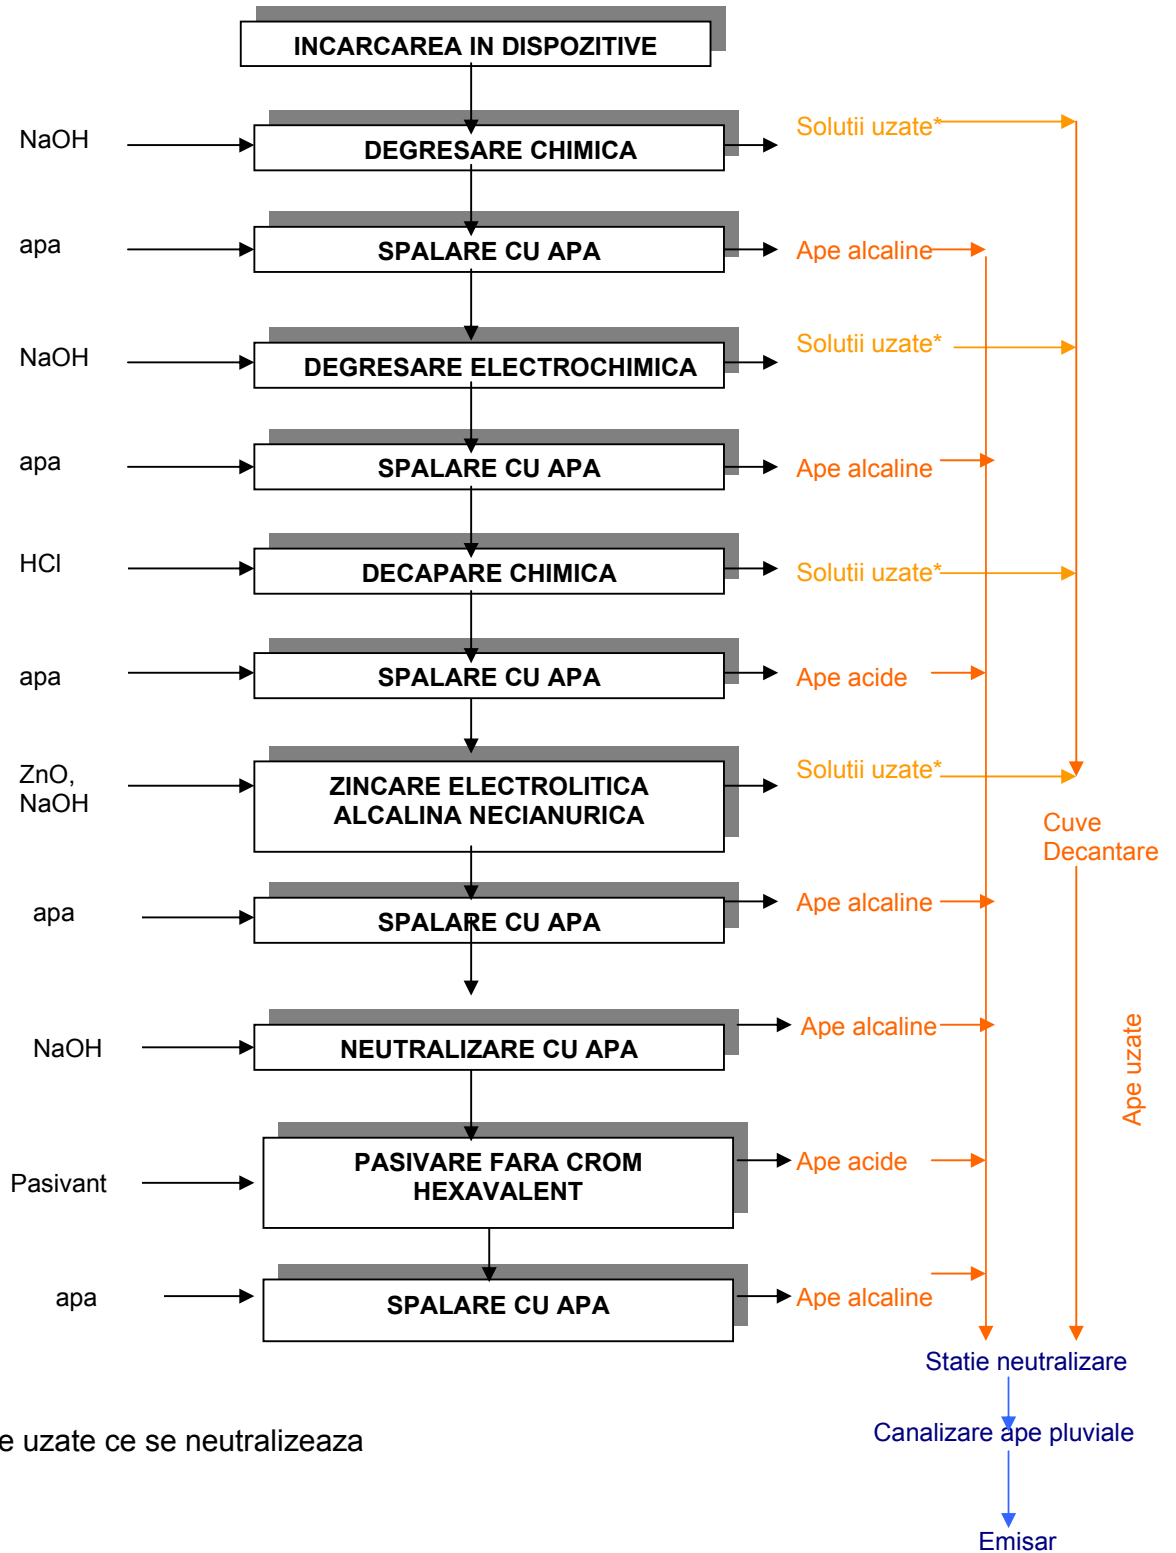 INCARCAREA IN DISPOZITIVE
NaOH
DEGRESARE CHIMICA
Solutii uzate*
apa
SPALARE CU APA
Ape alcaline
NaOH
DEGRESARE ELECTROCHIMICA
Solutii uzate*
apa
SPALARE CU APA
Ape alcaline
HCl
DECAPARE CHIMICA
Solutii uzate*
apa
SPALARE CU APA
Ape acide
ZnO,
NaOH
ZINCARE ELECTROLITICA
ALCALINA NECIANURICA
Solutii uzate*
Cuve
Decantare
apa
SPALARE CU APA
Ape alcaline
NaOH
NEUTRALIZARE CU APA
Ape alcaline
Ape uzate
Pasivant
PASIVARE FARA CROM
HEXAVALENT
Ape acide
apa
SPALARE CU APA
Ape alcaline
Statie neutralizare
Canalizare ape pluviale
Emisar
e uzate ce se neutralizeaza